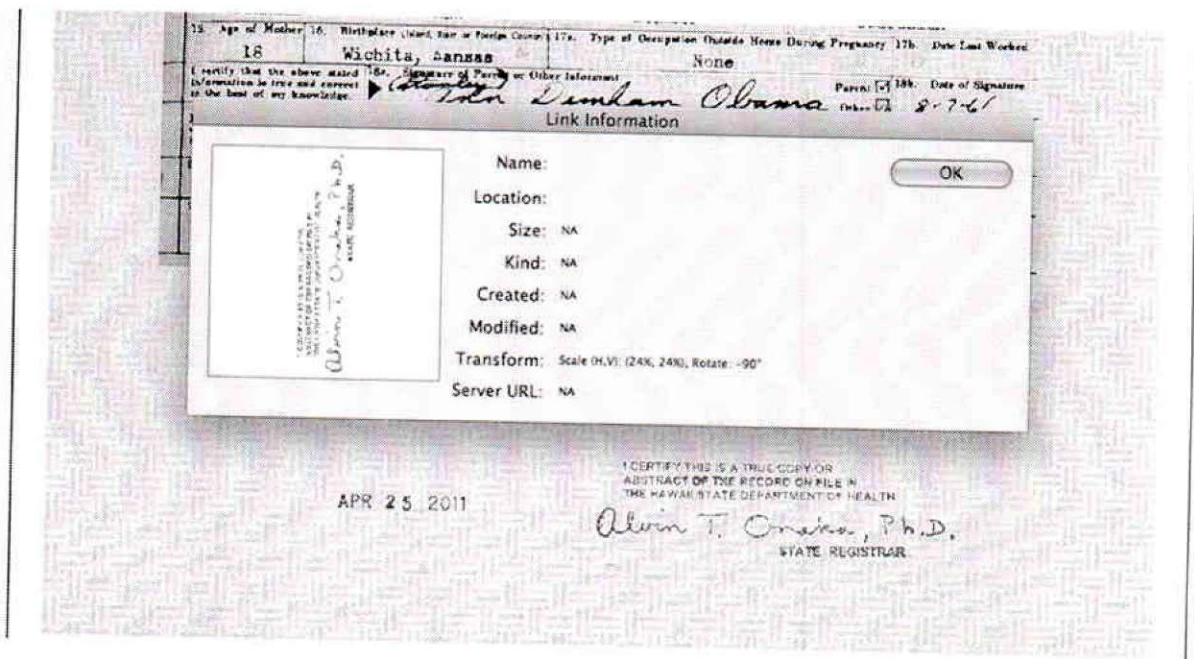 15. Age of Mother 16. Birthplace (Island, State or Foreign Country) 17a. Type of Occupation Outside Home During Pregnancy 17b. Date Last Worked
18 Wichita, Kansas None
I certify that the above stated 18a. Signature of Parent or Other Informant Parent 18b. Date of Signature
information is true and correct
to the best of my knowledge. (Stanley) Ann Dunham Obama Other 8-7-61
Link Information
Name: OK
Location:
Size: NA
Kind: NA
Created: NA
Modified: NA
Transform: Scale (H,V): (24%, 24%), Rotate: -90°
Server URL: NA
Alvin T. Onaka, Ph.D.
STATE REGISTRAR
APR 25 2011
I CERTIFY THIS IS A TRUE COPY OR
ABSTRACT OF THE RECORD ON FILE IN
THE HAWAII STATE DEPARTMENT OF HEALTH
Alvin T. Onaka, Ph.D.
STATE REGISTRAR